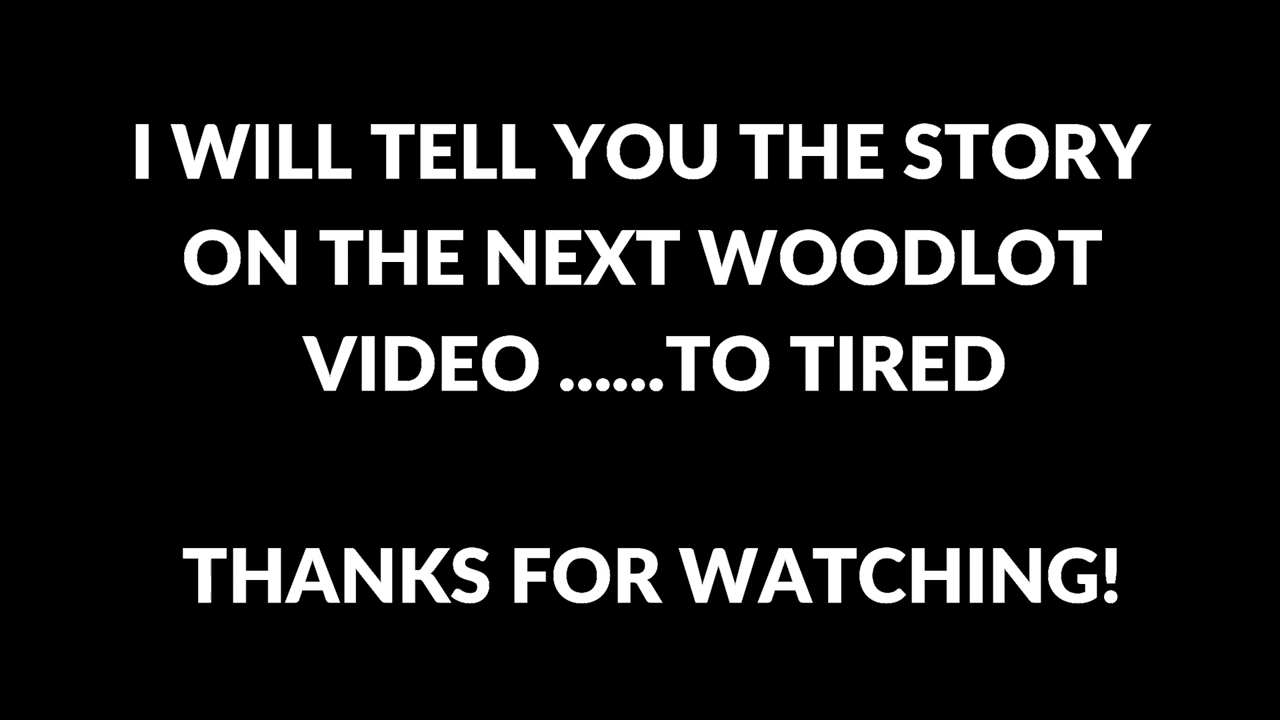 I WILL TELL YOU THE STORY
ON THE NEXT WOODLOT
VIDEO ......TO TIRED
THANKS FOR WATCHING!